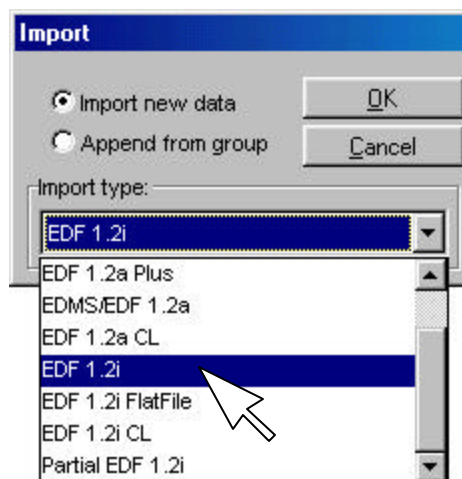 Import
Import new data
OK
Append from group
Cancel
Import type:
EDF 1.2i
EDF 1.2a Plus
EDMS/EDF 1.2a
EDF 1.2a CL
EDF 1.2i
EDF 1.2i FlatFile
EDF 1.2i CL
Partial EDF 1.2i